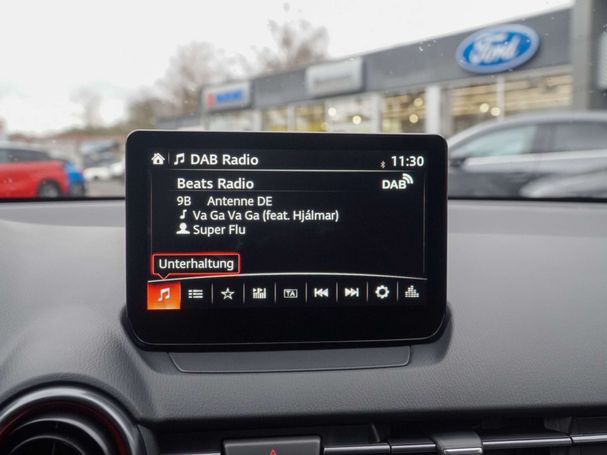 Ford
DAB Radio 11:30
Beats Radio DAB
9B Antenne DE
Va Ga Va Ga (feat. Hjálmar)
Super Flu
Unterhaltung
TA